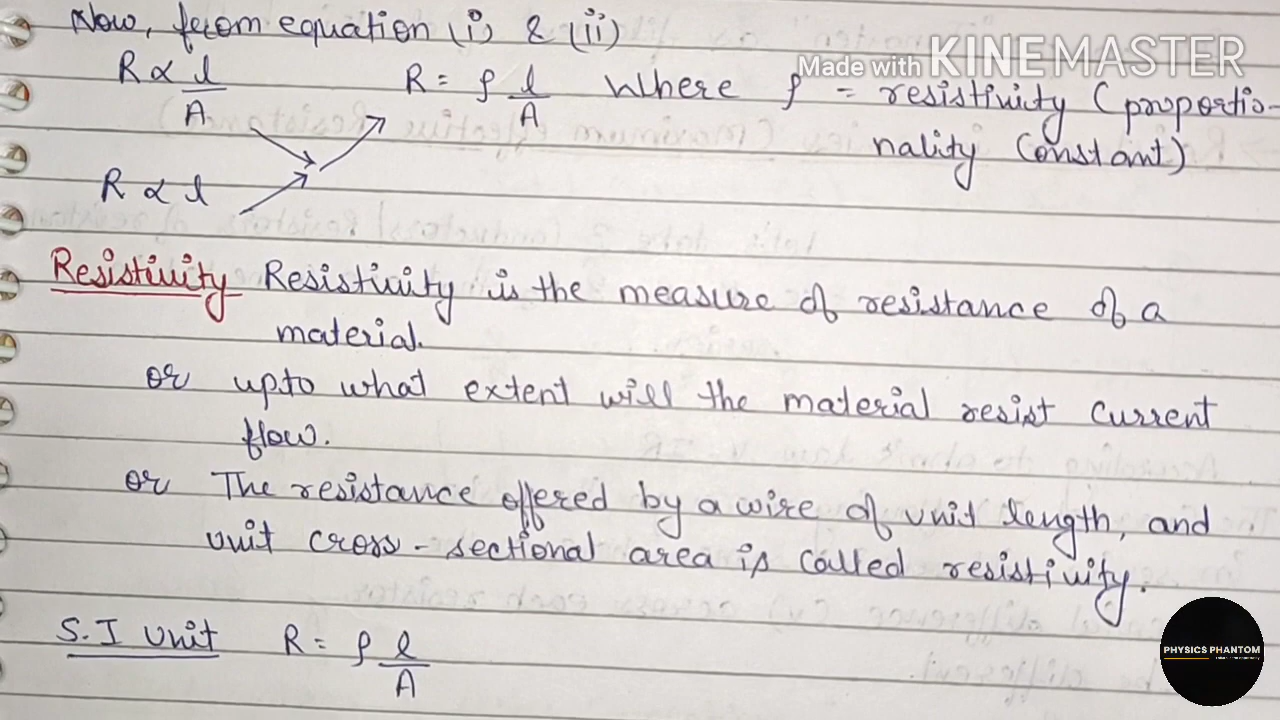 Now, from equation (i) & (ii)
Made with KINEMASTER
R ∝ l/A R = ρ l/A Where ρ = resistivity (proportio-
nality Constant)
R ∝ l
Resistivity Resistivity is the measure of resistance of a
material.
or upto what extent will the material resist current
flow.
or The resistance offered by a wire of unit length, and
unit cross-sectional area is called resistivity.
S.I Unit R = ρ l/A
PHYSICS PHANTOM